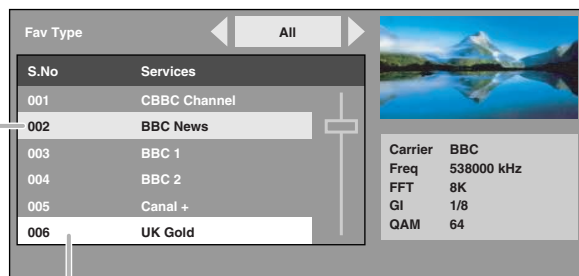 Fav Type All
S.No Services
001 CBBC Channel
002 BBC News
003 BBC 1
004 BBC 2
005 Canal +
006 UK Gold
Carrier BBC
Freq 538000 kHz
FFT 8K
GI 1/8
QAM 64